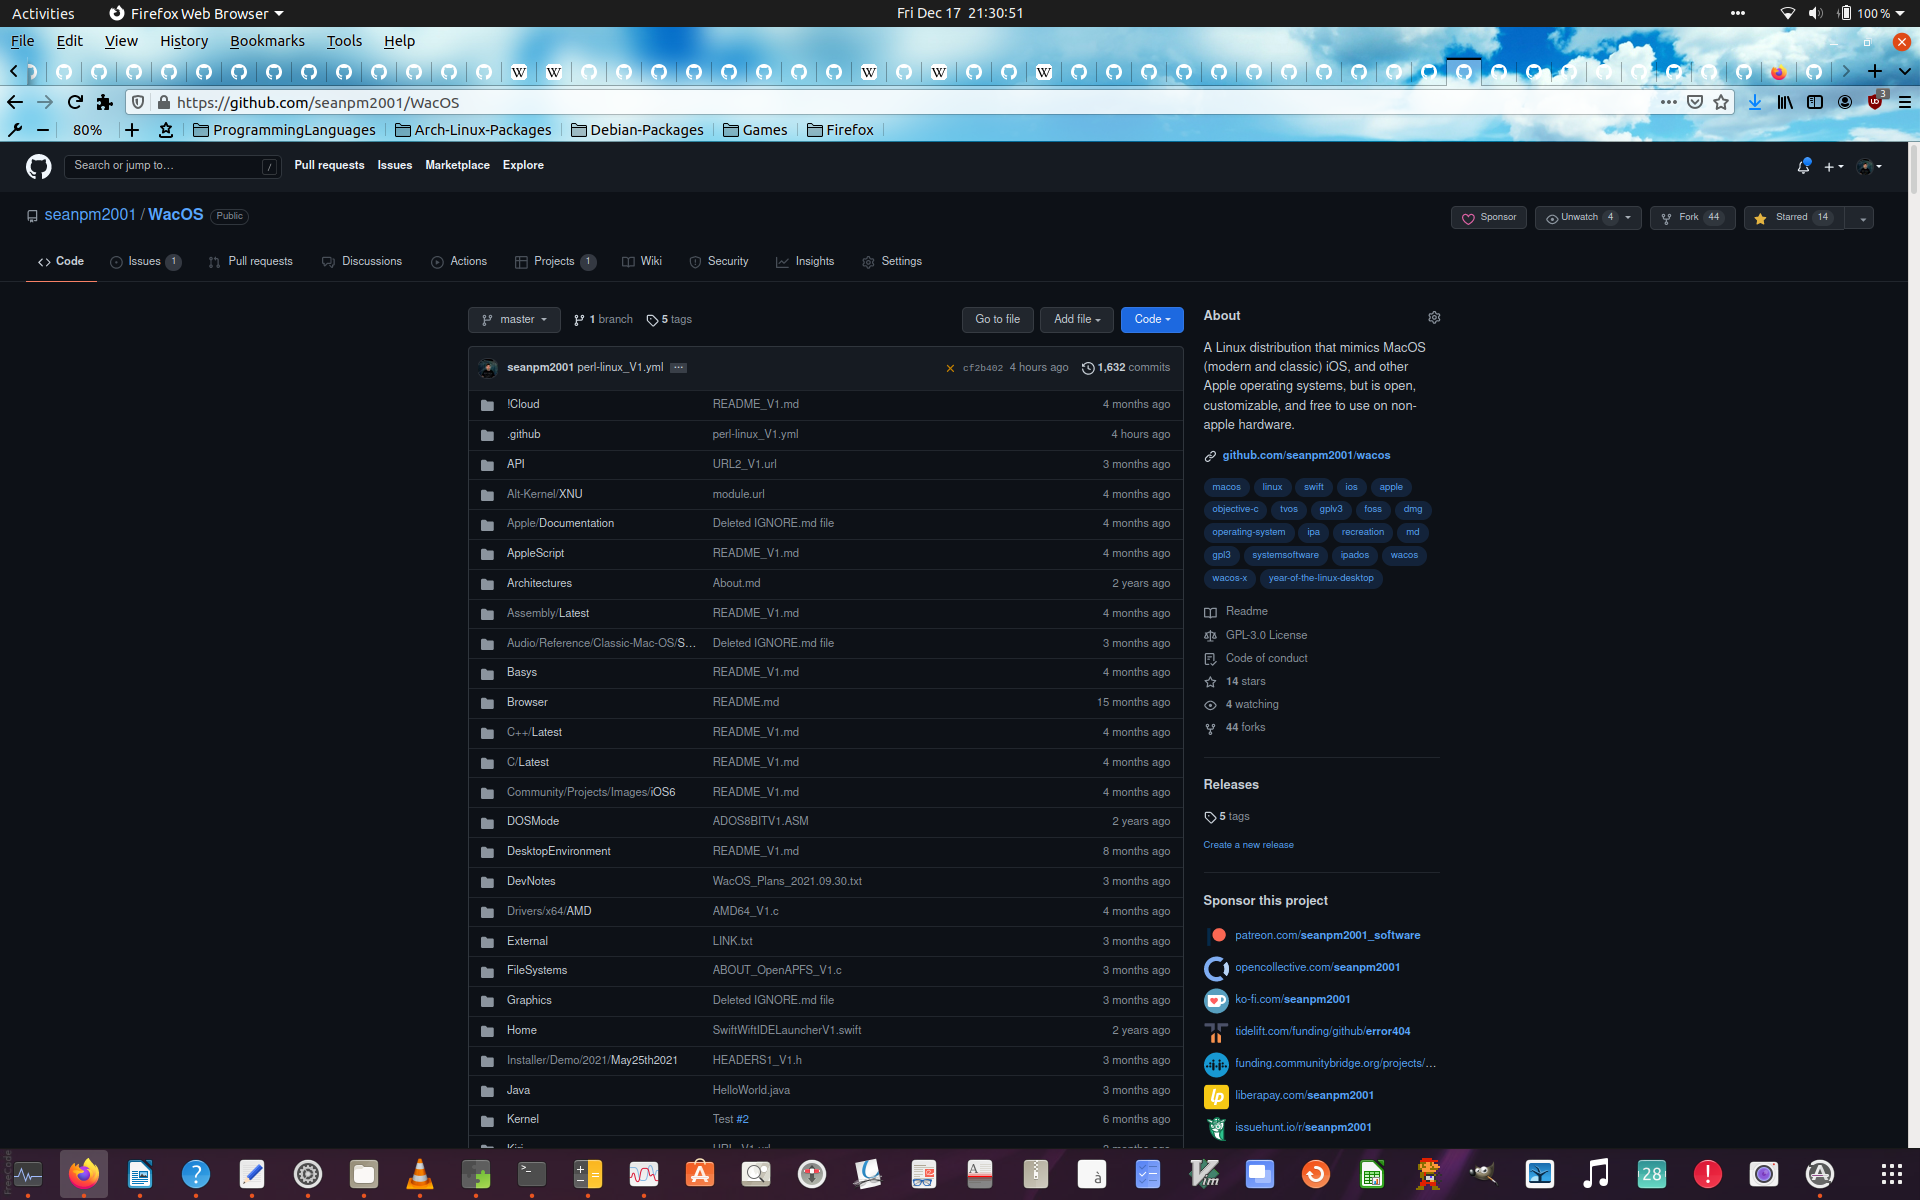 Activities Firefox Web Browser Fri Dec 17 21:30:51 100 %
File Edit View History Bookmarks Tools Help
https://github.com/seanpm2001/WacOS 3
80% ProgrammingLanguages Arch-Linux-Packages Debian-Packages Games Firefox
Search or jump to… / Pull requests Issues Marketplace Explore
seanpm2001 / WacOS Public Sponsor Unwatch 4 Fork 44 Starred 14
Code Issues 1 Pull requests Discussions Actions Projects 1 Wiki Security Insights Settings
master 1 branch 5 tags Go to file Add file Code
seanpm2001 perl-linux_V1.yml ... cf2b402 4 hours ago 1,632 commits
!Cloud README_V1.md 4 months ago
.github perl-linux_V1.yml 4 hours ago
API URL2_V1.url 3 months ago
Alt-Kernel/XNU module.url 4 months ago
Apple/Documentation Deleted IGNORE.md file 4 months ago
AppleScript README_V1.md 4 months ago
Architectures About.md 2 years ago
Assembly/Latest README_V1.md 4 months ago
Audio/Reference/Classic-Mac-OS/S… Deleted IGNORE.md file 3 months ago
Basys README_V1.md 4 months ago
Browser README.md 15 months ago
C++/Latest README_V1.md 4 months ago
C/Latest README_V1.md 4 months ago
Community/Projects/Images/iOS6 README_V1.md 4 months ago
DOSMode ADOS8BITV1.ASM 2 years ago
DesktopEnvironment README_V1.md 8 months ago
DevNotes WacOS_Plans_2021.09.30.txt 3 months ago
Drivers/x64/AMD AMD64_V1.c 4 months ago
External LINK.txt 3 months ago
FileSystems ABOUT_OpenAPFS_V1.c 3 months ago
Graphics Deleted IGNORE.md file 3 months ago
Home SwiftWiftIDELauncherV1.swift 2 years ago
Installer/Demo/2021/May25th2021 HEADERS1_V1.h 3 months ago
Java HelloWorld.java 3 months ago
Kernel Test #2 6 months ago
About
A Linux distribution that mimics MacOS
(modern and classic) iOS, and other
Apple operating systems, but is open,
customizable, and free to use on non-
apple hardware.
github.com/seanpm2001/wacos
macos linux swift ios apple
objective-c tvos gplv3 foss dmg
operating-system ipa recreation md
gpl3 systemsoftware ipados wacos
wacos-x year-of-the-linux-desktop
Readme
GPL-3.0 License
Code of conduct
14 stars
4 watching
44 forks
Releases
5 tags
Create a new release
Sponsor this project
patreon.com/seanpm2001_software
opencollective.com/seanpm2001
ko-fi.com/seanpm2001
tidelift.com/funding/github/error404
funding.communitybridge.org/projects/…
liberapay.com/seanpm2001
issuehunt.io/r/seanpm2001
28